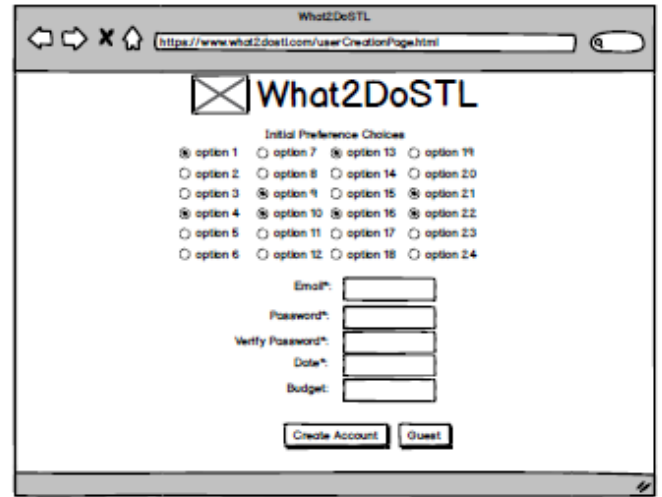 What2DoSTL
https://www.what2dostl.com/userCreationPage.html
What2DoSTL
Initial Preference Choices
option 1 option 7 option 13 option 19
option 2 option 8 option 14 option 20
option 3 option 9 option 15 option 21
option 4 option 10 option 16 option 22
option 5 option 11 option 17 option 23
option 6 option 12 option 18 option 24
Email*:
Password*:
Verify Password*:
Date*:
Budget:
Create Account Guest